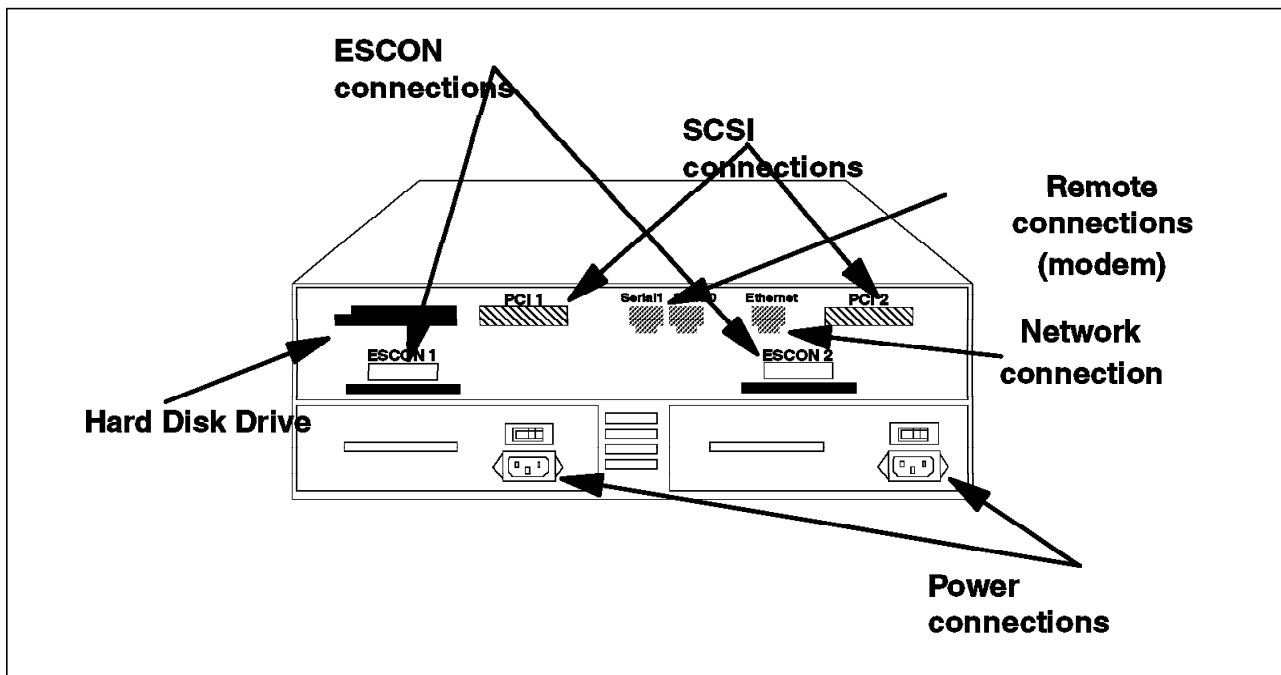 ESCON
connections
SCSI
connections
Remote
connections
(modem)
PCI 1
Serial1
Ethernet
PCI 2
Network
connection
ESCON 1
ESCON 2
Hard Disk Drive
Power
connections